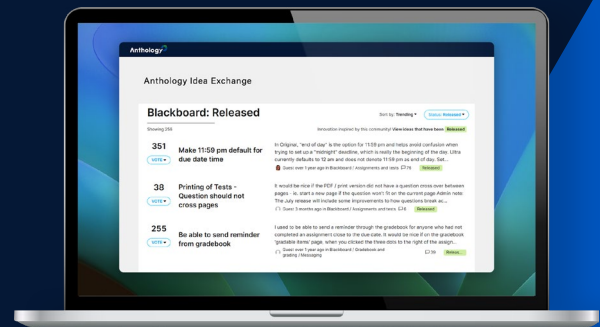 Anthology
Anthology Idea Exchange
Blackboard: Released
Sort by: Trending
Status: Released
Showing 250
Innovation inspired by this community! View ideas that have been Released!
351
VOTE
Make 11:59 pm default for
due date time
In Original, "end of day" is the option for 11:59 pm and helps avoid confusion when
trying to set up a "midnight" deadline, which is really the beginning of the day. Ultra
currently defaults to 12 am and does not denote 11:59 pm as end of day. Set...
Guest over 1 year ago in Blackboard / Assignments and tests
Released
38
VOTE
Printing of Tests -
Question should not
cross pages
It would be nice if the PDF / print version did not have a question cross over between
pages - ie. start a new page if the question won't fit on the current page Admin note:
The July release will include some improvements to how questions break as...
Guest 3 months ago in Blackboard / Assignments and tests
Released
255
VOTE
Be able to send reminder
from gradebook
I used to be able to send a reminder through the gradebook for anyone who had not
completed an assignment close to the due date. It would be nice if on the gradebook
'gradable items' page, when you clicked the three dots to the right of the assign...
Guest over 1 year ago in Blackboard / Gradebook and
grading / Messaging
38
Releas...